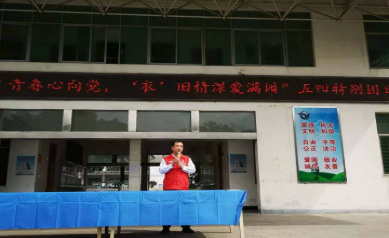 青春心向党，'衣'旧情深爱满园"五四特别团日
富强 民主
文明 和谐
自由 平等
公正 法治
爱国 敬业
诚信 友善